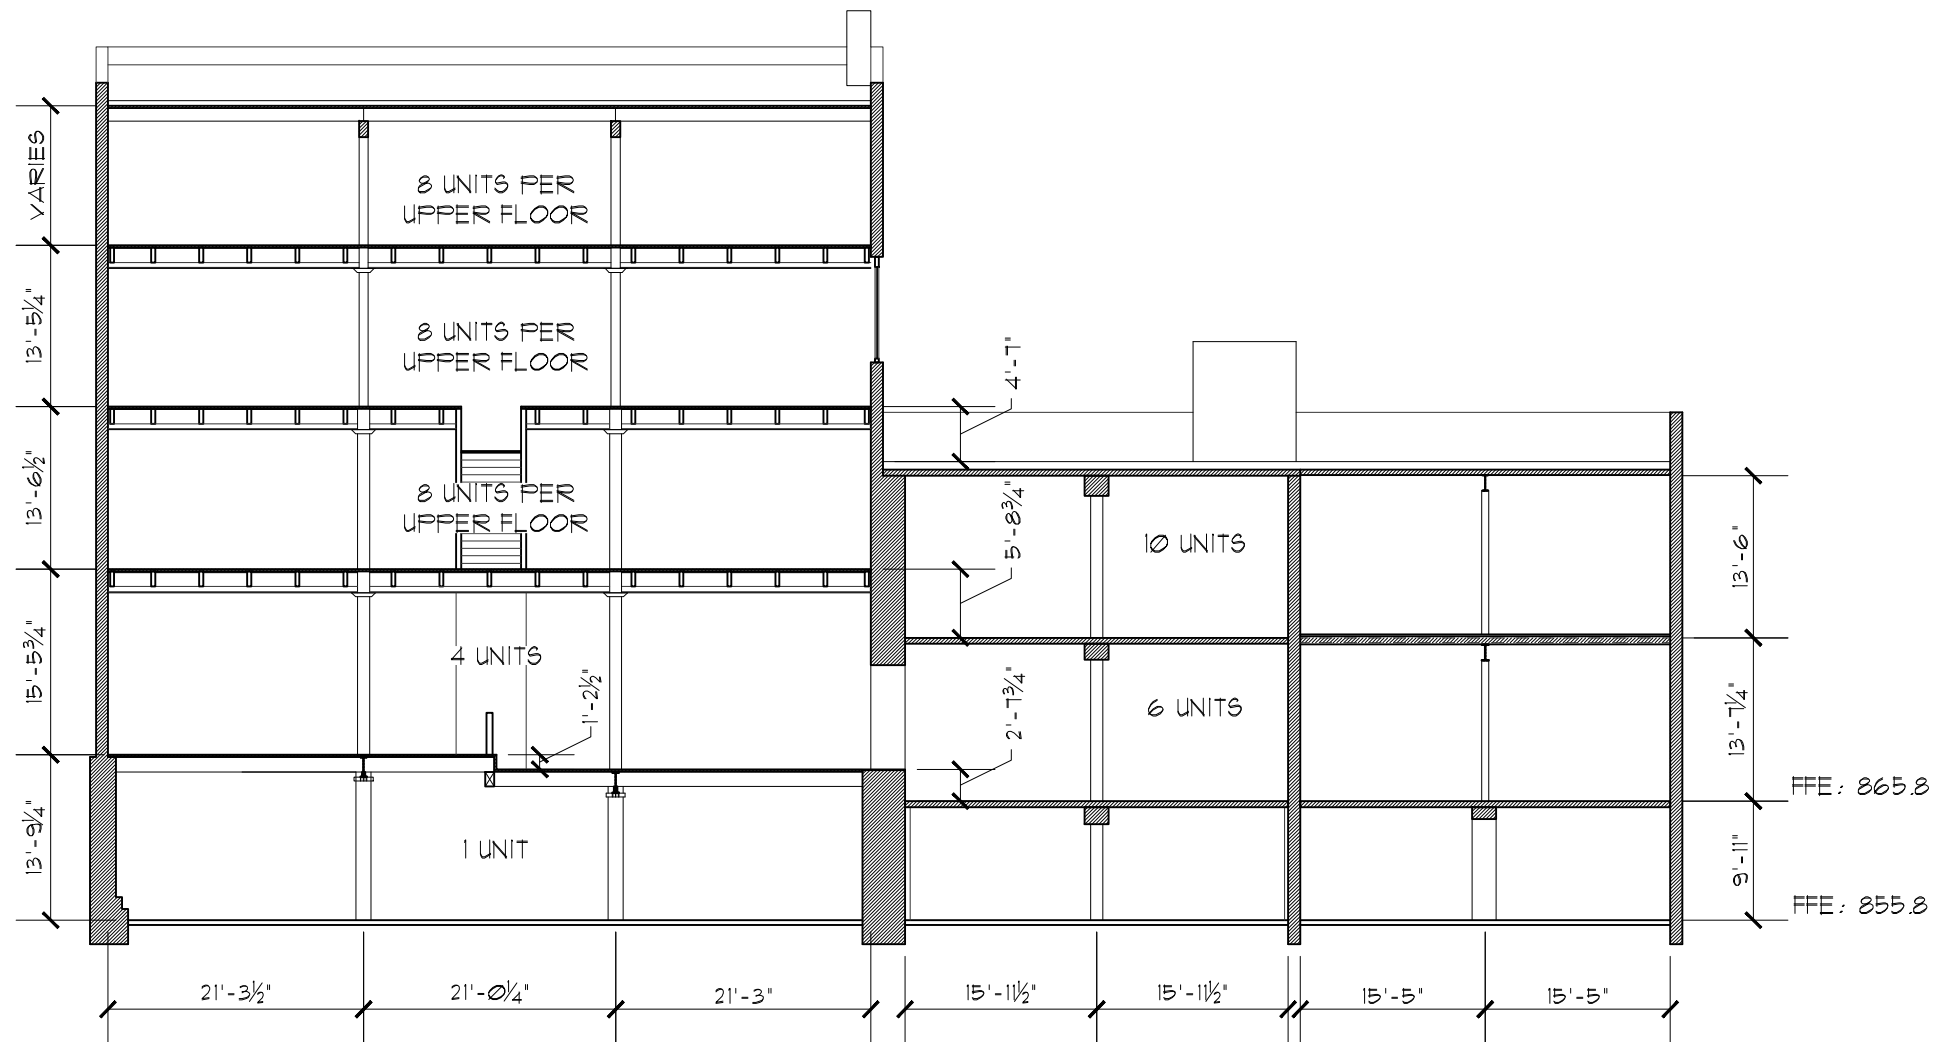 VARIES
8 UNITS PER
UPPER FLOOR
13'-5¼"
8 UNITS PER
UPPER FLOOR
4'-7"
13'-6½"
8 UNITS PER
UPPER FLOOR
5'-8¾"
10 UNITS
13'-6"
15'-5¾"
4 UNITS
1'-2½"
2'-7¾"
6 UNITS
13'-7¼"
FFE: 865.8
13'-9¼"
1 UNIT
9'-11"
FFE: 855.8
21'-3½"
21'-0¼"
21'-3"
15'-11½"
15'-11½"
15'-5"
15'-5"